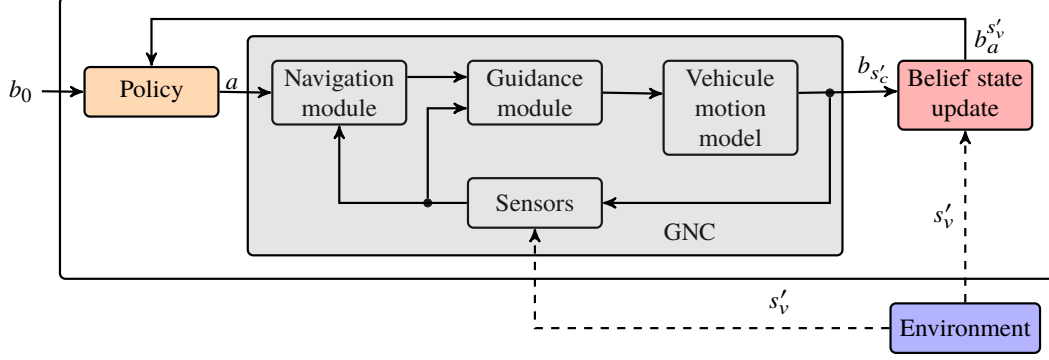 b_a^{s′_v}
b_{s′_c}
b_0
Policy
a
Navigation
module
Guidance
module
Vehicule
motion
model
Belief state
update
Sensors
GNC
s′_v
s′_v
Environment